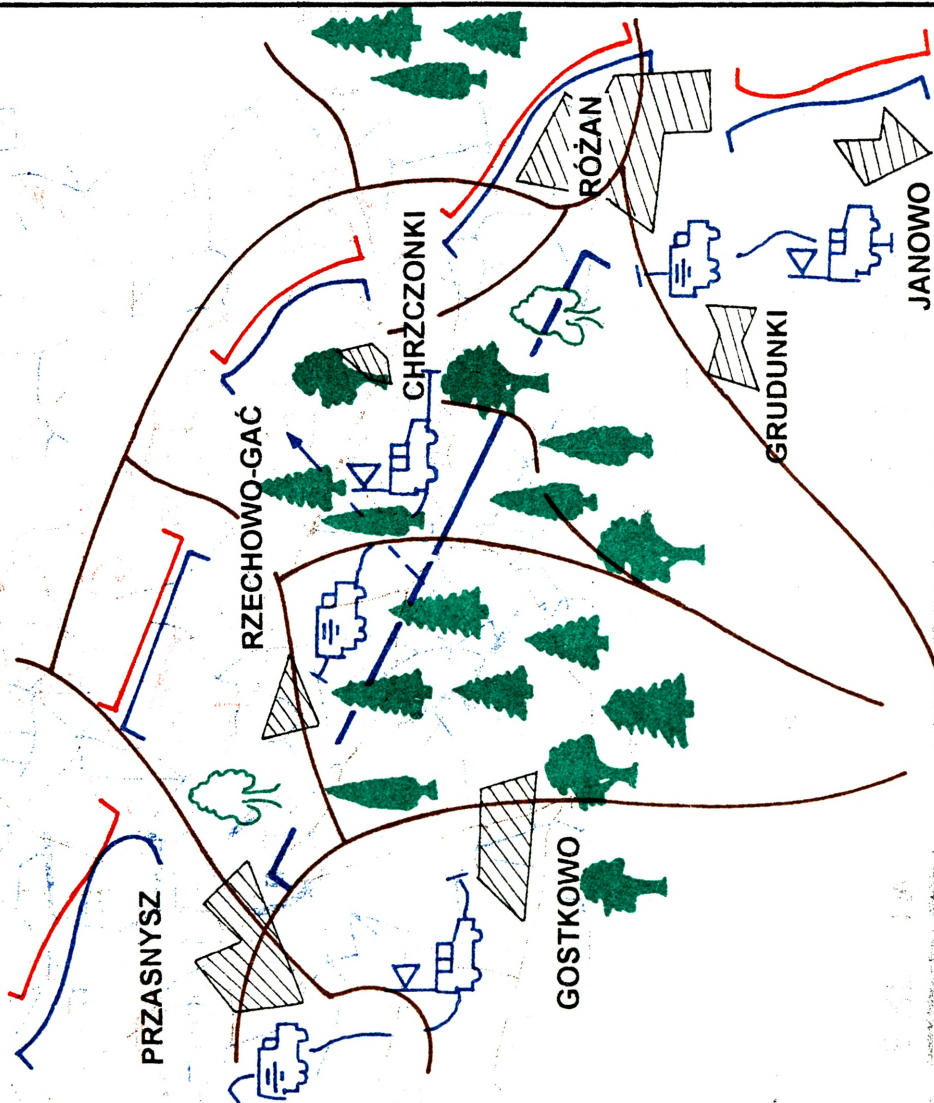 PRZASNYSZ
RZECHOWO-GAĆ
CHRZCZONKI
RÓŻAN
GOSTKOWO
GRUDUNKI
JANOWO